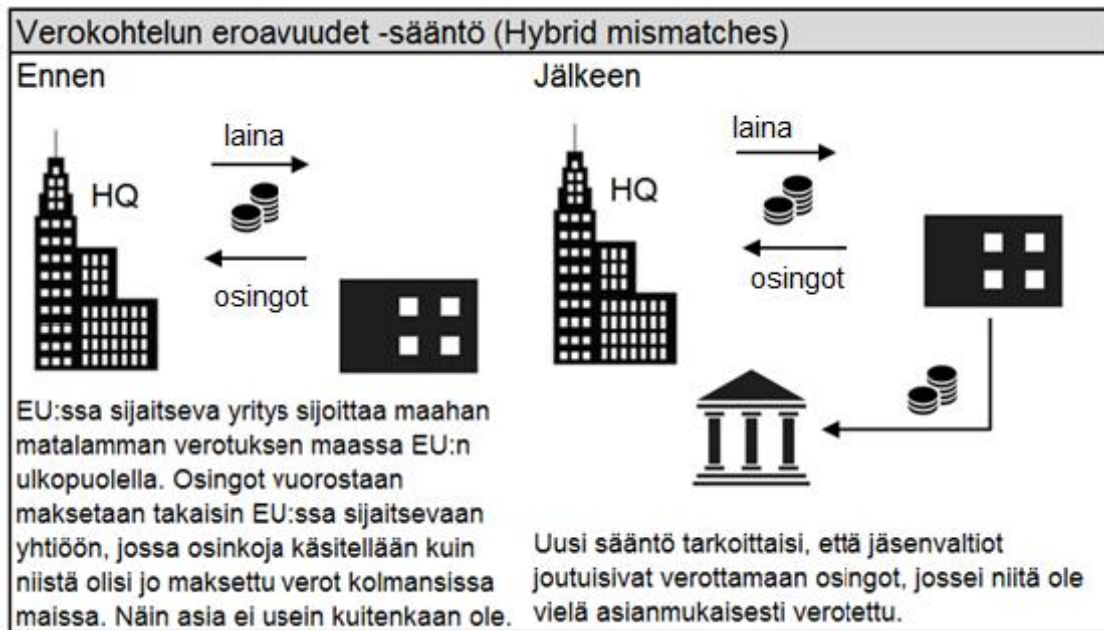 Verokohtelun eroavuudet -sääntö (Hybrid mismatches)
Ennen
laina
HQ
osingot
EU:ssa sijaitseva yritys sijoittaa maahan
matalamman verotuksen maassa EU:n
ulkopuolella. Osingot vuorostaan
maksetaan takaisin EU:ssa sijaitsevaan
yhtiöön, jossa osinkoja käsitellään kuin
niistä olisi jo maksettu verot kolmansissa
maissa. Näin asia ei usein kuitenkaan ole.
Jälkeen
laina
HQ
osingot
Uusi sääntö tarkoittaisi, että jäsenvaltiot
joutuisivat verottamaan osingot, jossei niitä ole
vielä asianmukaisesti verotettu.